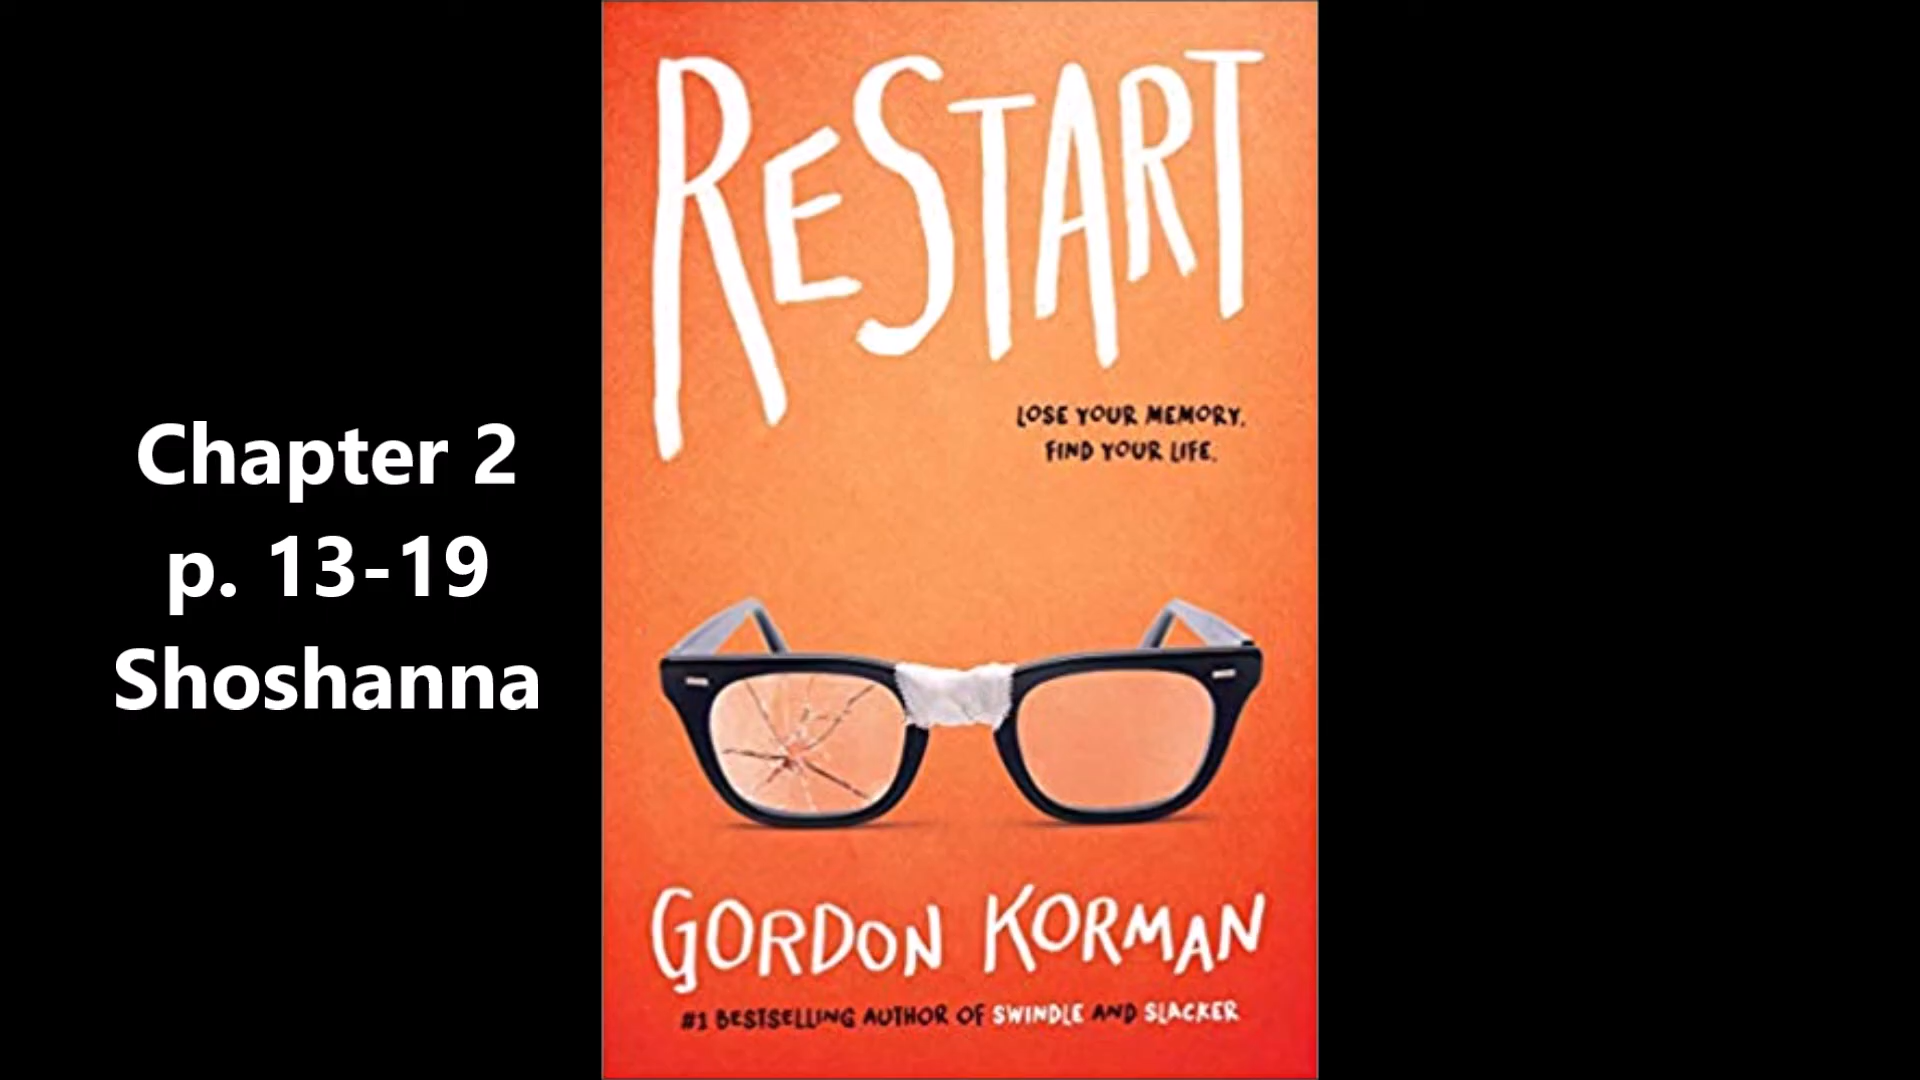 Chapter 2
p. 13-19
Shoshanna
RESTART
LOSE YOUR MEMORY.
FIND YOUR LIFE.
GORDON KORMAN
#1 BESTSELLING AUTHOR OF SWINDLE AND SLACKER